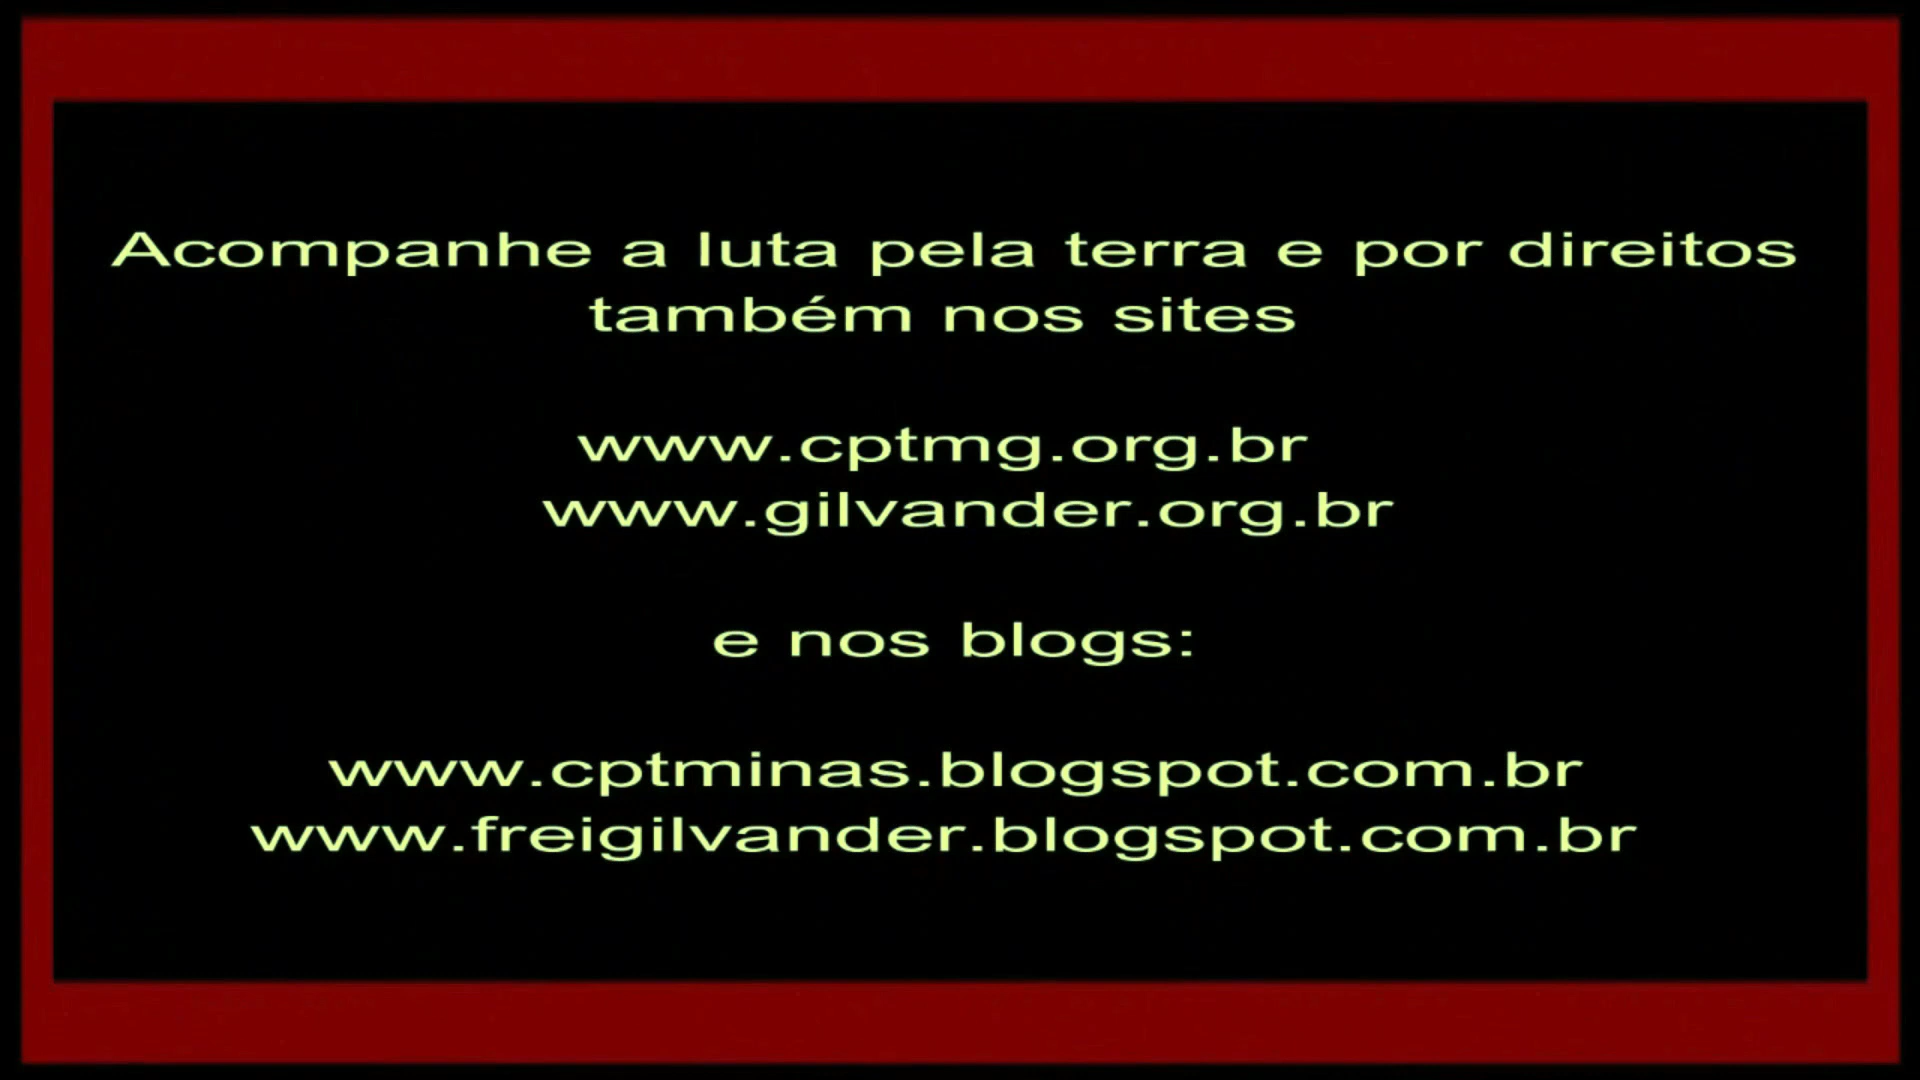 Acompanhe a luta pela terra e por direitos
também nos sites
www.cptmg.org.br
www.gilvander.org.br
e nos blogs:
www.cptminas.blogspot.com.br
www.freigilvander.blogspot.com.br